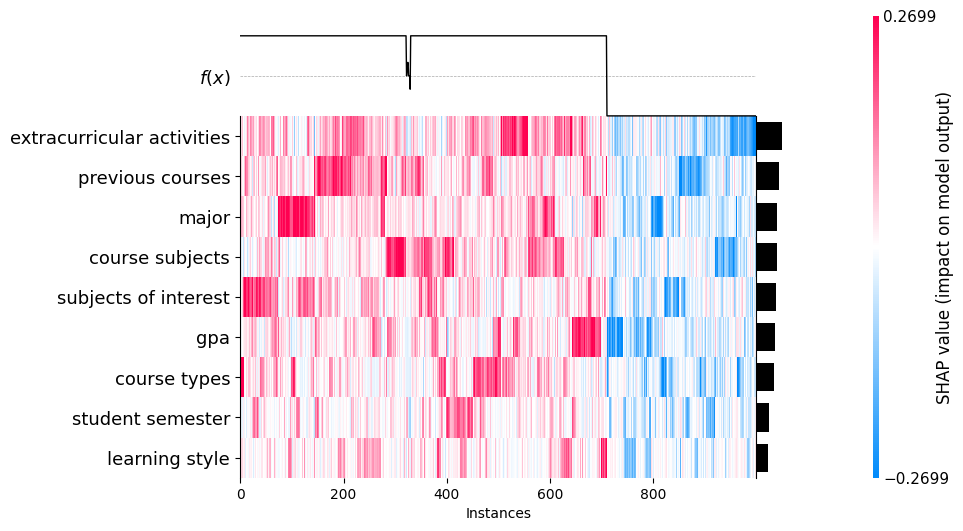 0.2699
f(x)
extracurricular activities
previous courses
major
course subjects
subjects of interest
gpa
course types
student semester
learning style
0 200 400 600 800
Instances
SHAP value (impact on model output)
−0.2699